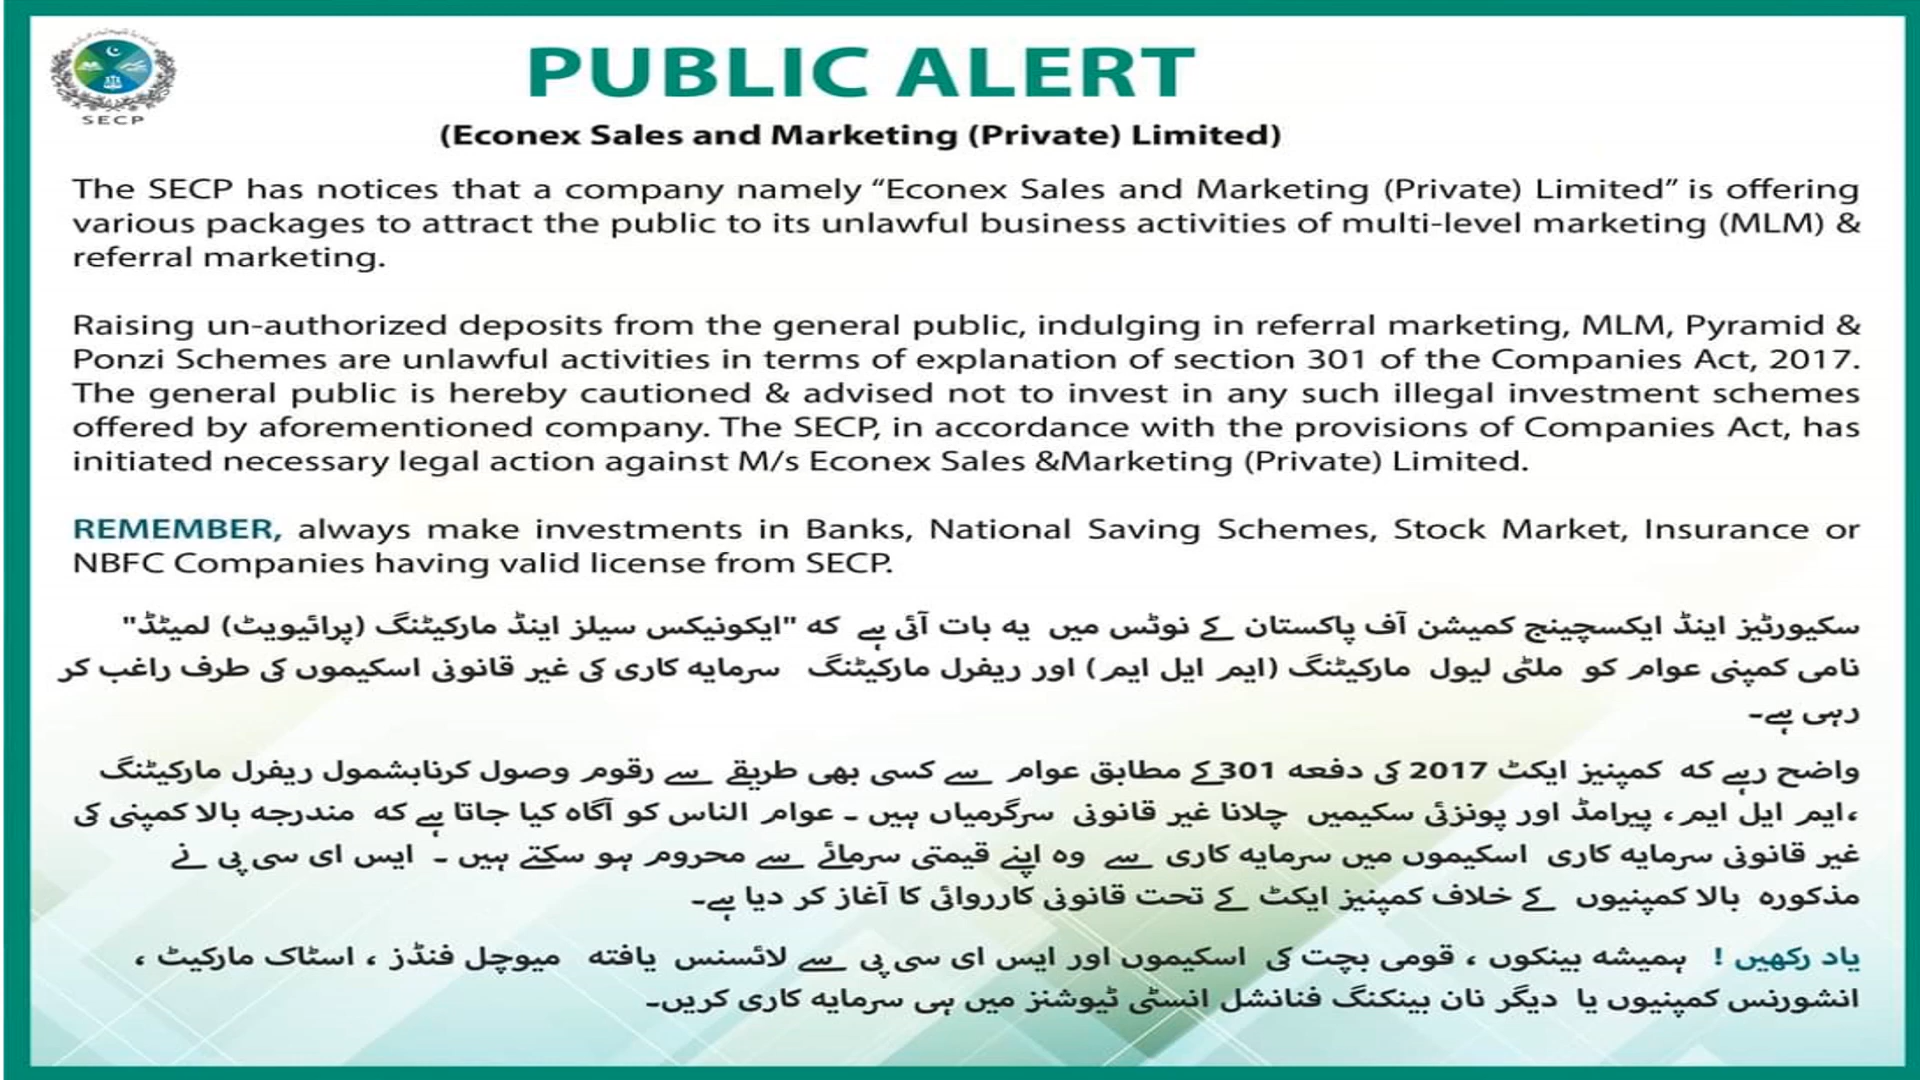 SECP
PUBLIC ALERT
(Econex Sales and Marketing (Private) Limited)
The SECP has notices that a company namely “Econex Sales and Marketing (Private) Limited” is offering
various packages to attract the public to its unlawful business activities of multi-level marketing (MLM) &
referral marketing.
Raising un-authorized deposits from the general public, indulging in referral marketing, MLM, Pyramid &
Ponzi Schemes are unlawful activities in terms of explanation of section 301 of the Companies Act, 2017.
The general public is hereby cautioned & advised not to invest in any such illegal investment schemes
offered by aforementioned company. The SECP, in accordance with the provisions of Companies Act, has
initiated necessary legal action against M/s Econex Sales &Marketing (Private) Limited.
REMEMBER, always make investments in Banks, National Saving Schemes, Stock Market, Insurance or
NBFC Companies having valid license from SECP.
سکیورٹیز اینڈ ایکسچینج کمیشن آف پاکستان کے نوٹس میں یہ بات آئی ہے کہ "ایکونیکس سیلز اینڈ مارکیٹنگ (پرائیویٹ) لمیٹڈ"
نامی کمپنی عوام کو ملٹی لیول مارکیٹنگ (ایم ایل ایم) اور ریفرل مارکیٹنگ سرمایہ کاری کی غیر قانونی اسکیموں کی طرف راغب کر
رہی ہے۔
واضح رہے کہ کمپنیز ایکٹ 2017 کی دفعہ 301کے مطابق عوام سے کسی بھی طریقے سے رقوم وصول کرنابشمول ریفرل مارکیٹنگ
،ایم ایل ایم، پیرامڈ اور پونزئی سکیمیں چلانا غیر قانونی سرگرمیاں ہیں ۔ عوام الناس کو آگاہ کیا جاتا ہے کہ مندرجہ بالا کمپنی کی
غیر قانونی سرمایہ کاری اسکیموں میں سرمایہ کاری سے وہ اپنے قیمتی سرمائے سے محروم ہو سکتے ہیں ۔ ایس ای سی پی نے
مذکورہ بالا کمپنیوں کے خلاف کمپنیز ایکٹ کے تحت قانونی کارروائی کا آغاز کر دیا ہے۔
یاد رکھیں ! ہمیشہ بینکوں ، قومی بچت کی اسکیموں اور ایس ای سی پی سے لائسنس یافتہ میوچل فنڈز ، اسٹاک مارکیٹ ،
انشورنس کمپنیوں یا دیگر نان بینکنگ فنانشل انسٹی ٹیوشنز میں ہی سرمایہ کاری کریں۔